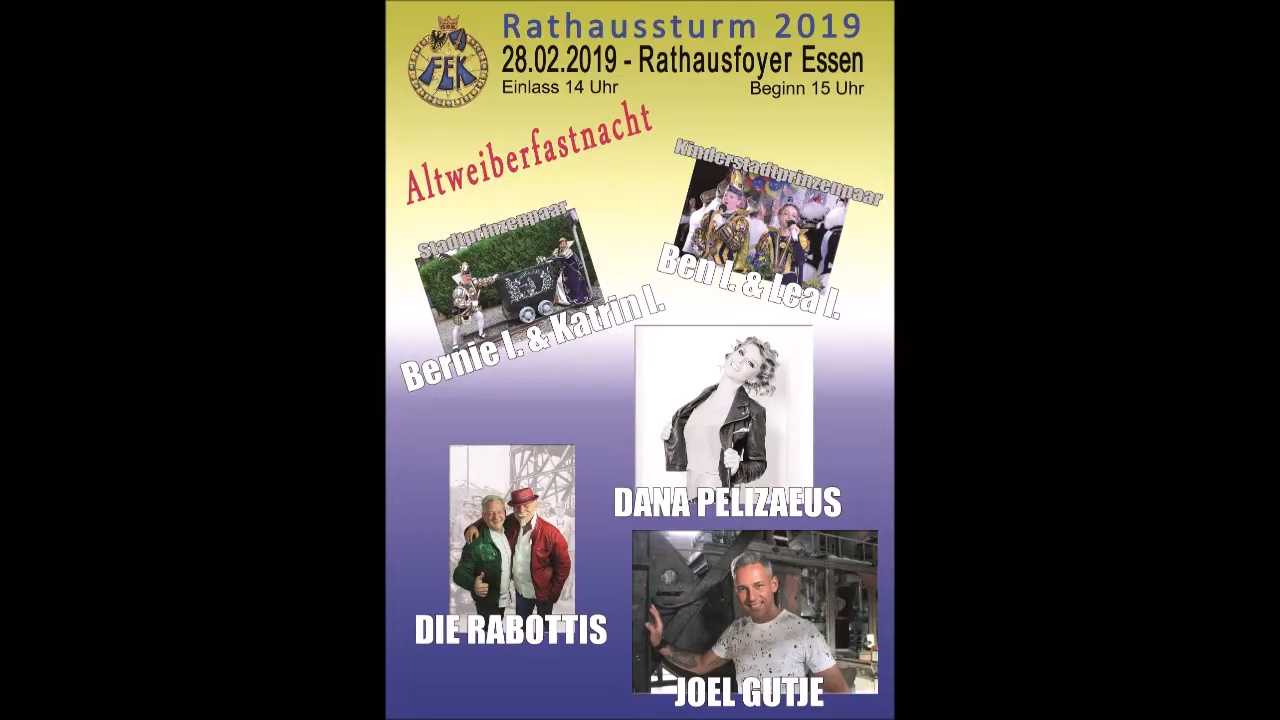 Rathaussturm 2019
28.02.2019 - Rathausfoyer Essen
Einlass 14 Uhr
Beginn 15 Uhr
FEK
Altweiberfastnacht
Kinderstadtprinzenpaar
Ben I. & Lea I.
Stadtprinzenpaar
Bernie I. & Katrin I.
DANA PELIZAEUS
DIE RABOTTIS
JOEL GUTJE